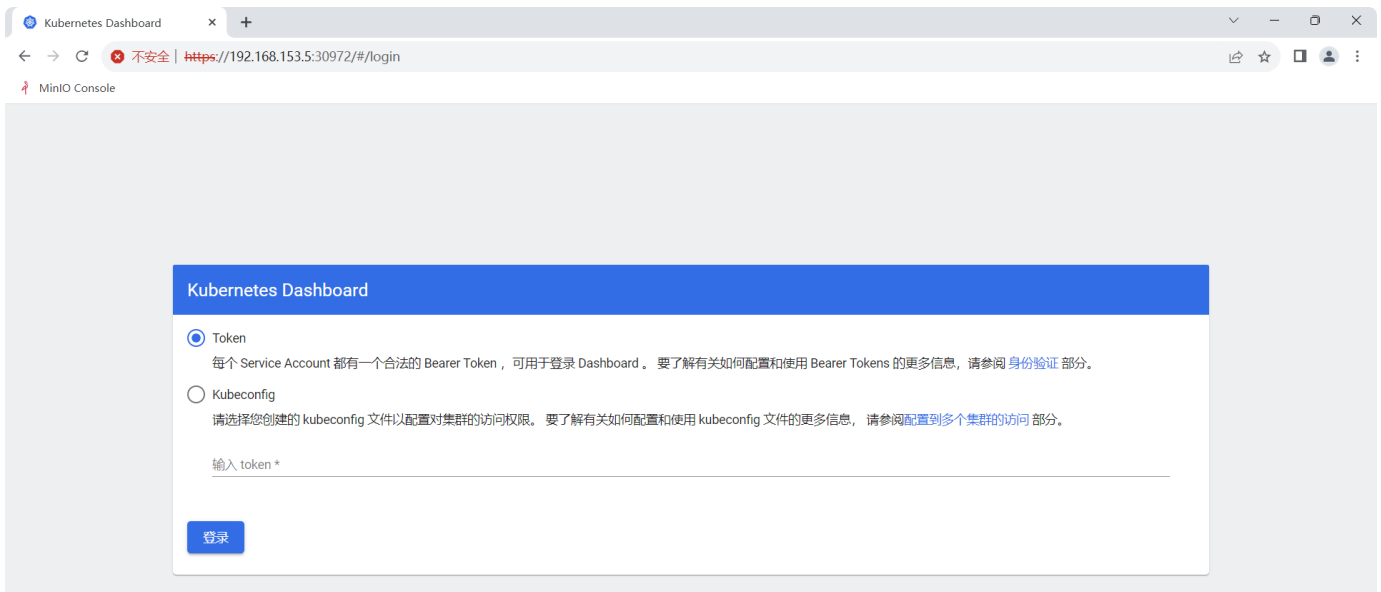 Kubernetes Dashboard
不安全 | https://192.168.153.5:30972/#/login
MinIO Console
Kubernetes Dashboard
Token
每个 Service Account 都有一个合法的 Bearer Token ，可用于登录 Dashboard 。 要了解有关如何配置和使用 Bearer Tokens 的更多信息，请参阅 身份验证 部分。
Kubeconfig
请选择您创建的 kubeconfig 文件以配置对集群的访问权限。 要了解有关如何配置和使用 kubeconfig 文件的更多信息， 请参阅配置到多个集群的访问 部分。
输入 token *
登录